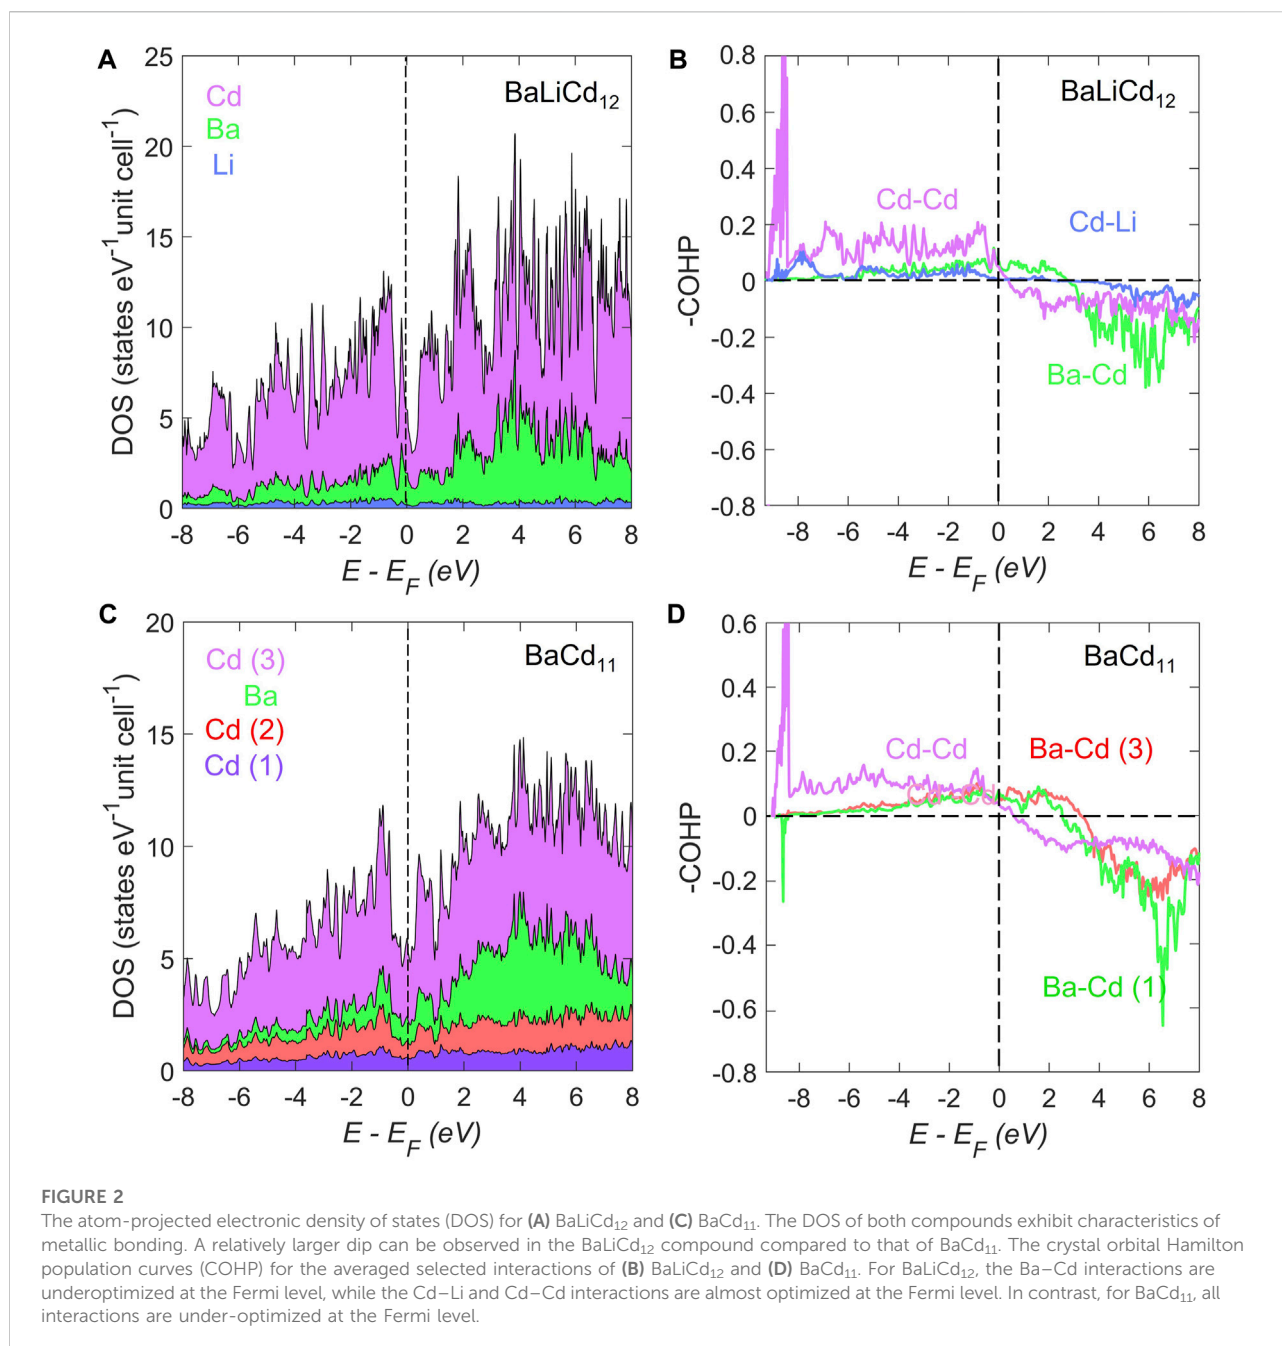 A
25
20
15
10
5
0
DOS (states eV⁻¹unit cell⁻¹)
Cd
Ba
Li
BaLiCd₁₂
-8 -6 -4 -2 0 2 4 6 8
E - E_F (eV)
B
0.8
0.6
0.4
0.2
0
-0.2
-0.4
-0.6
-0.8
-COHP
BaLiCd₁₂
Cd-Cd
Cd-Li
Ba-Cd
-8 -6 -4 -2 0 2 4 6 8
E - E_F (eV)
C
20
15
10
5
0
DOS (states eV⁻¹unit cell⁻¹)
Cd (3)
Ba
Cd (2)
Cd (1)
BaCd₁₁
-8 -6 -4 -2 0 2 4 6 8
E - E_F (eV)
D
0.6
0.4
0.2
0
-0.2
-0.4
-0.6
-0.8
-COHP
BaCd₁₁
Cd-Cd
Ba-Cd (3)
Ba-Cd (1)
-8 -6 -4 -2 0 2 4 6 8
E - E_F (eV)
FIGURE 2
The atom-projected electronic density of states (DOS) for (A) BaLiCd₁₂ and (C) BaCd₁₁. The DOS of both compounds exhibit characteristics of
metallic bonding. A relatively larger dip can be observed in the BaLiCd₁₂ compound compared to that of BaCd₁₁. The crystal orbital Hamilton
population curves (COHP) for the averaged selected interactions of (B) BaLiCd₁₂ and (D) BaCd₁₁. For BaLiCd₁₂, the Ba–Cd interactions are
underoptimized at the Fermi level, while the Cd–Li and Cd–Cd interactions are almost optimized at the Fermi level. In contrast, for BaCd₁₁, all
interactions are under-optimized at the Fermi level.